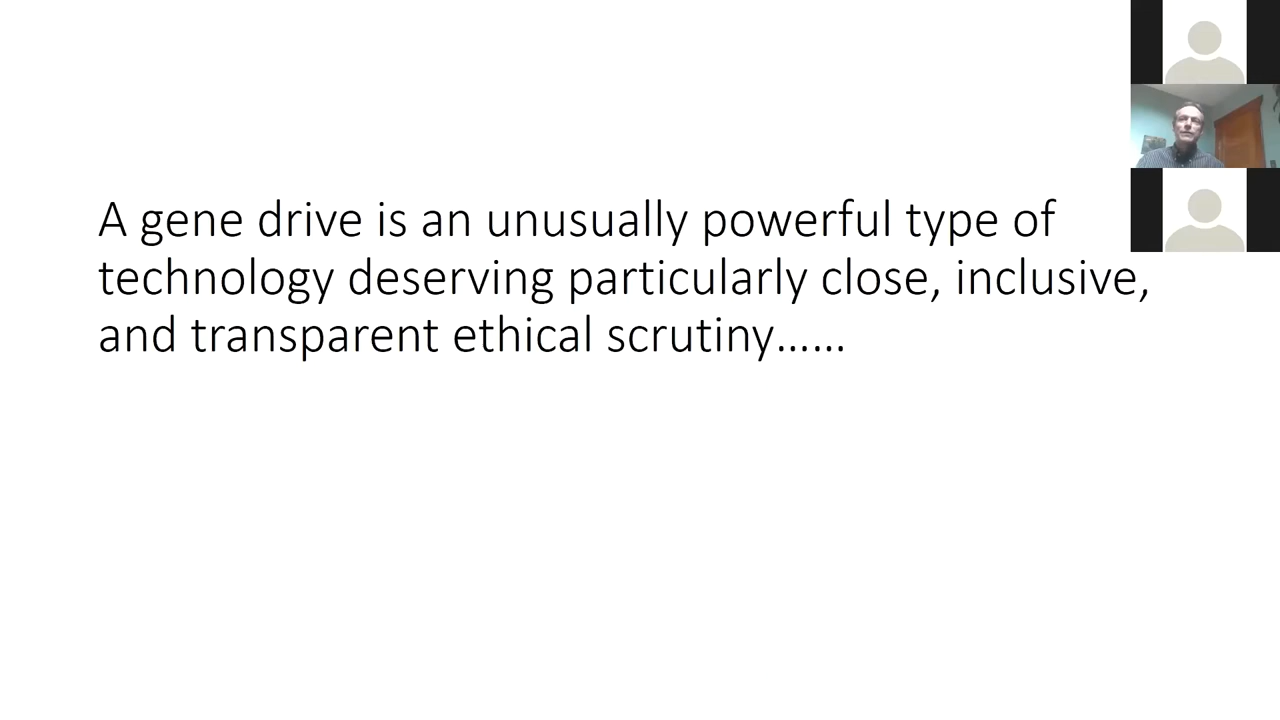 A gene drive is an unusually powerful type of
technology deserving particularly close, inclusive,
and transparent ethical scrutiny……